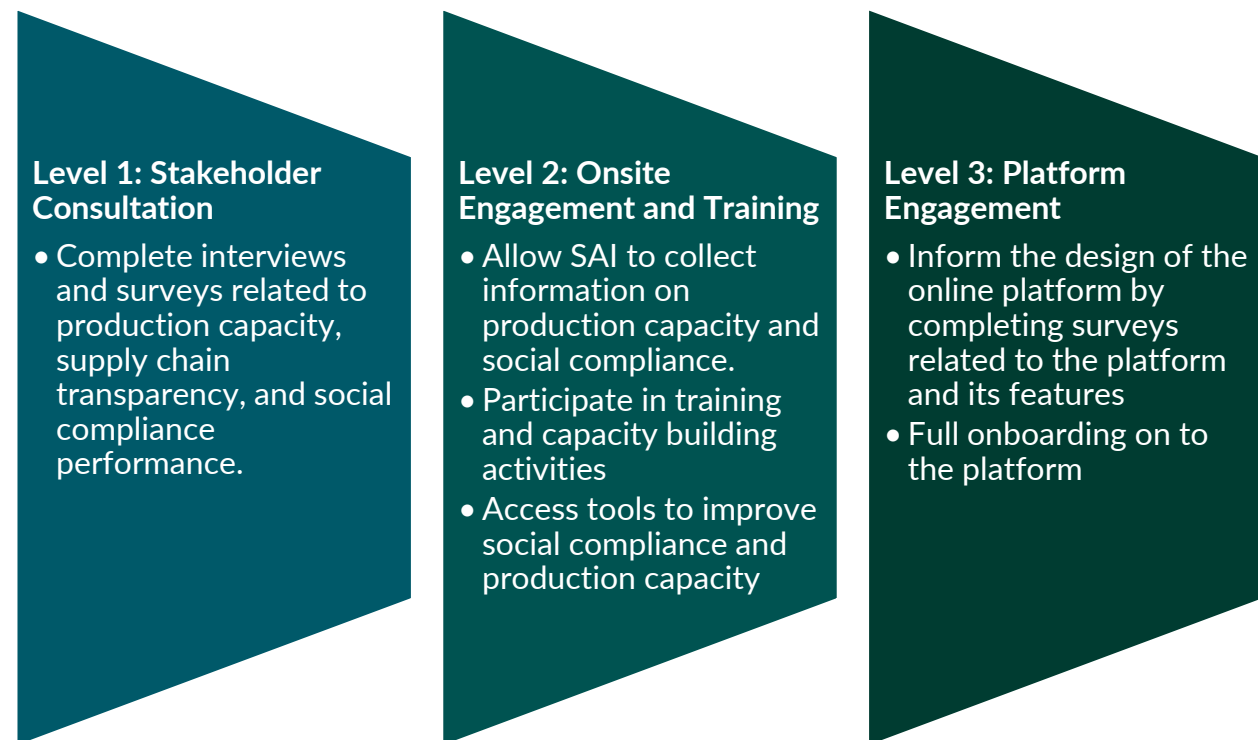 Level 1: Stakeholder
Consultation
• Complete interviews
and surveys related to
production capacity,
supply chain
transparency, and social
compliance
performance.
Level 2: Onsite
Engagement and Training
• Allow SAI to collect
information on
production capacity and
social compliance.
• Participate in training
and capacity building
activities
• Access tools to improve
social compliance and
production capacity
Level 3: Platform
Engagement
• Inform the design of the
online platform by
completing surveys
related to the platform
and its features
• Full onboarding on to
the platform